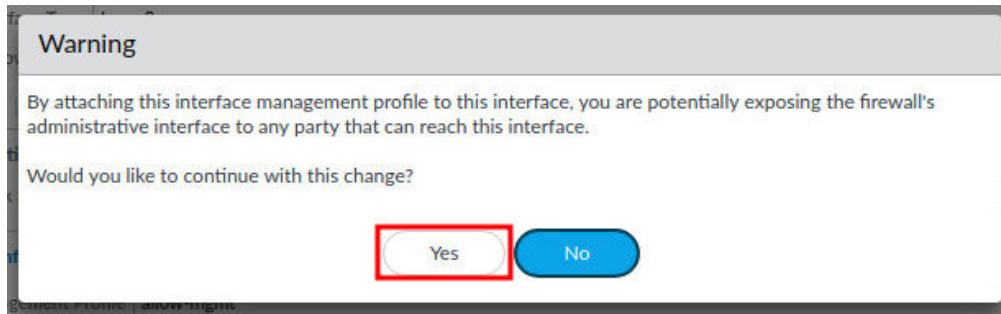 Warning
By attaching this interface management profile to this interface, you are potentially exposing the firewall's
administrative interface to any party that can reach this interface.
Would you like to continue with this change?
Yes
No